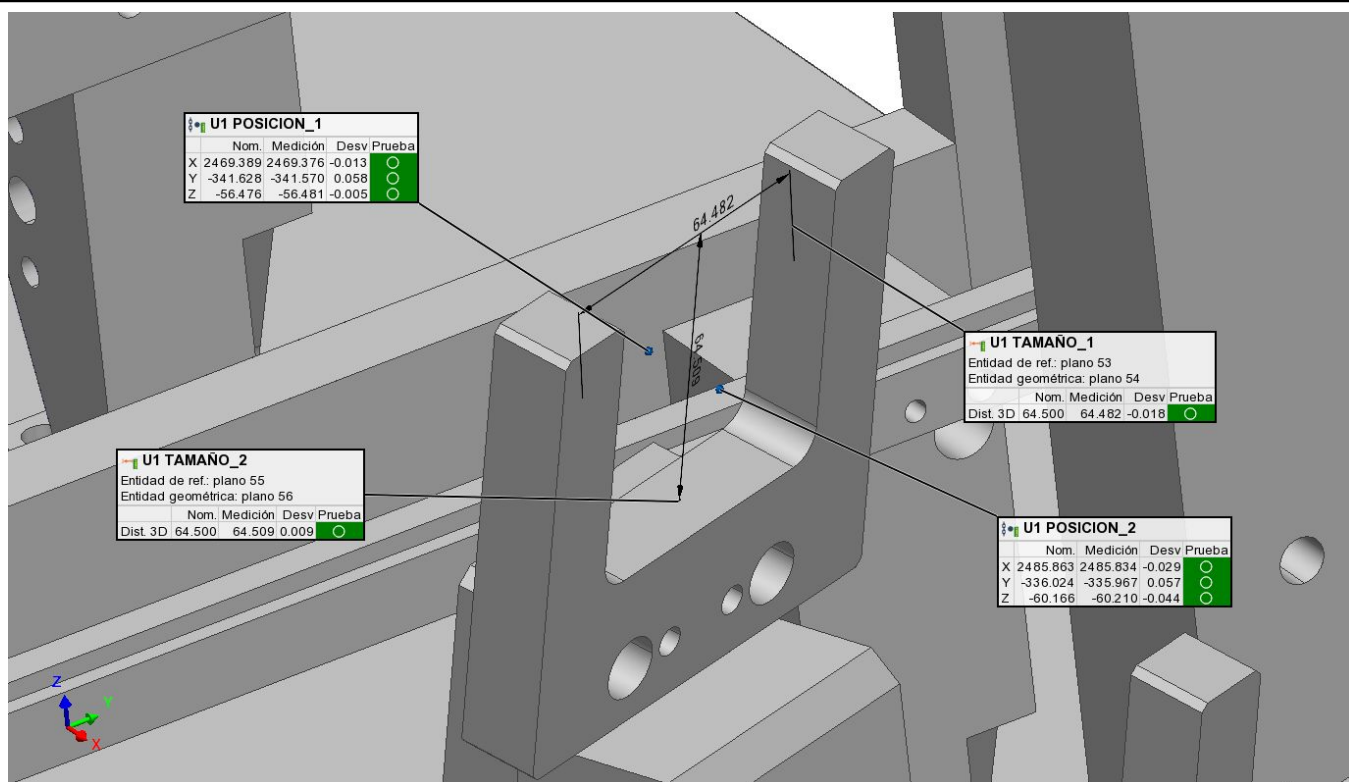 U1 POSICION_1
Nom. Medición Desv Prueba
X 2469.389 2469.376 -0.013
Y -341.628 -341.570 0.058
Z -56.476 -56.481 -0.005
64.482
64.509
U1 TAMAÑO_1
Entidad de ref.: plano 53
Entidad geométrica: plano 54
Nom. Medición Desv Prueba
Dist. 3D 64.500 64.482 -0.018
U1 TAMAÑO_2
Entidad de ref.: plano 55
Entidad geométrica: plano 56
Nom. Medición Desv Prueba
Dist. 3D 64.500 64.509 0.009
U1 POSICION_2
Nom. Medición Desv Prueba
X 2485.863 2485.834 -0.029
Y -336.024 -335.967 0.057
Z -60.166 -60.210 -0.044
Z
Y
X